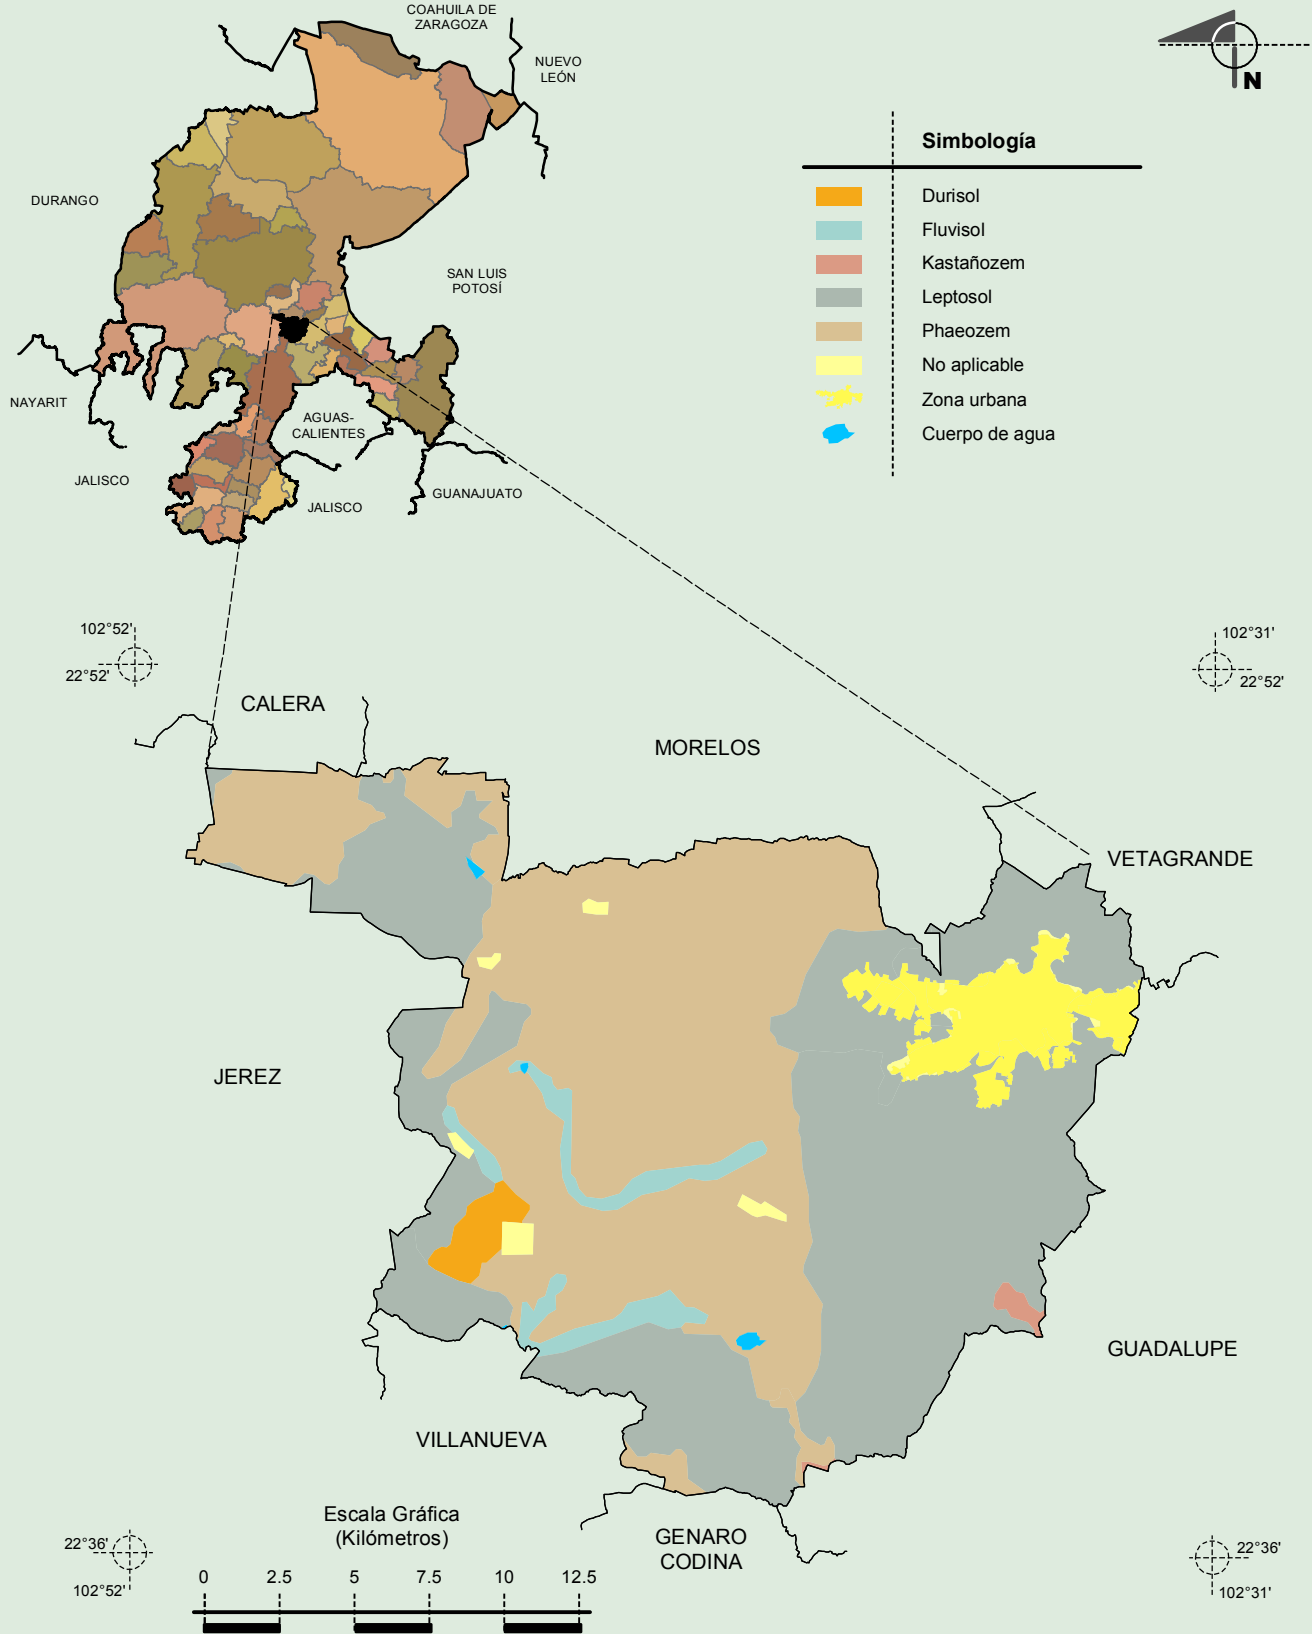 COAHUILA DE
ZARAGOZA
NUEVO
LEÓN
N
Simbología
Durisol
Fluvisol
Kastañozem
Leptosol
Phaeozem
No aplicable
Zona urbana
Cuerpo de agua
DURANGO
SAN LUIS
POTOSÍ
NAYARIT
AGUAS-
CALIENTES
JALISCO
JALISCO
GUANAJUATO
102°52'
22°52'
102°31'
22°52'
CALERA
MORELOS
VETAGRANDE
JEREZ
GUADALUPE
VILLANUEVA
GENARO
CODINA
Escala Gráfica
(Kilómetros)
0 2.5 5 7.5 10 12.5
22°36'
102°52'
22°36'
102°31'